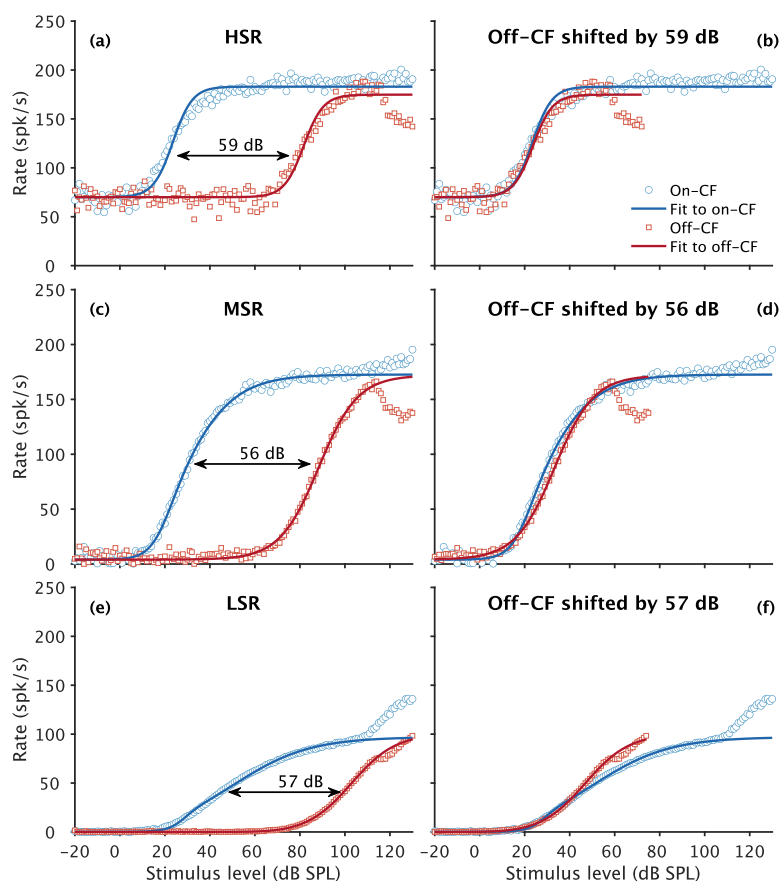 (a) HSR
Off-CF shifted by 59 dB (b)
250
200
150
100
50
0
Rate (spk/s)
59 dB
On-CF
Fit to on-CF
Off-CF
Fit to off-CF
(c) MSR
Off-CF shifted by 56 dB (d)
250
200
150
100
50
0
Rate (spk/s)
56 dB
(e) LSR
Off-CF shifted by 57 dB (f)
250
200
150
100
50
0
Rate (spk/s)
57 dB
-20 0 20 40 60 80 100 120
-20 0 20 40 60 80 100 120
Stimulus level (dB SPL)
Stimulus level (dB SPL)